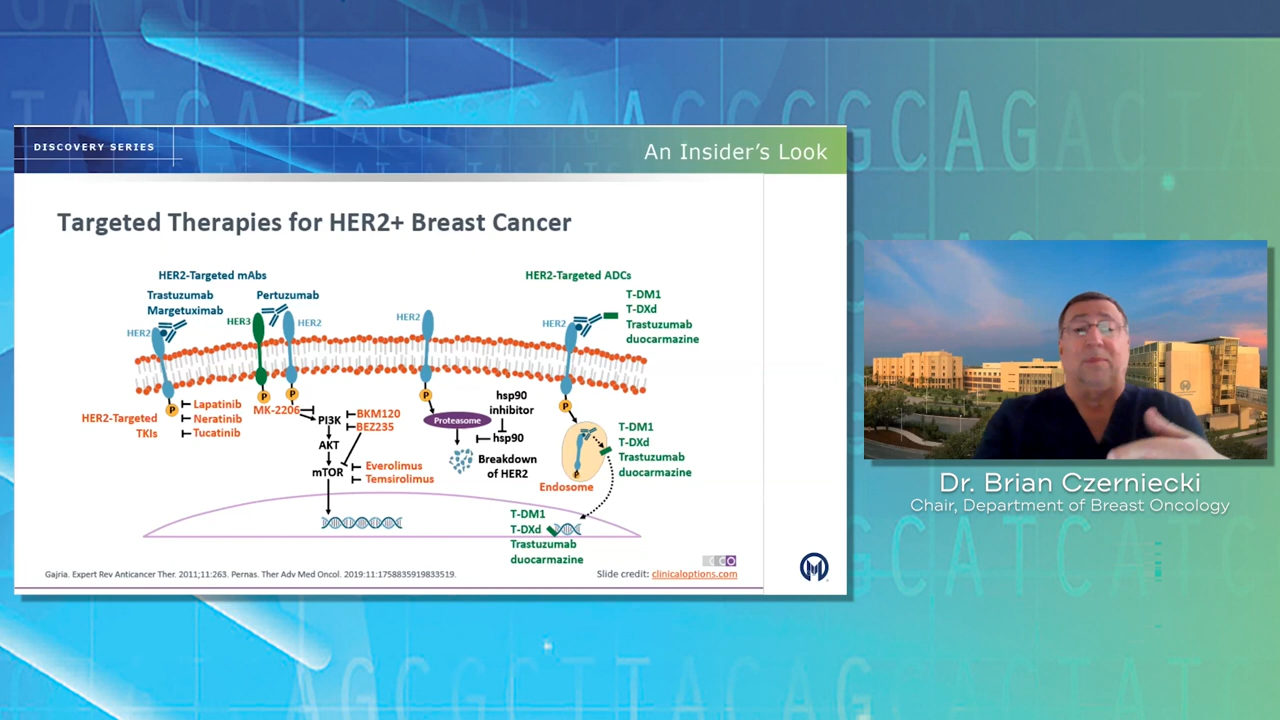 DISCOVERY SERIES
An Insider's Look
Targeted Therapies for HER2+ Breast Cancer
HER2-Targeted mAbs
Trastuzumab
Margetuximab
Pertuzumab
HER2
HER3
HER2
HER2
HER2-Targeted ADCs
HER2
T-DM1
T-DXd
Trastuzumab
duocarmazine
P
P
P
P
P
HER2-Targeted
TKIs
Lapatinib
Neratinib
Tucatinib
MK-2206
PI3K
AKT
mTOR
BKM120
BEZ235
Everolimus
Temsirolimus
Proteasome
hsp90
inhibitor
hsp90
Breakdown
of HER2
P
Endosome
T-DM1
T-DXd
Trastuzumab
duocarmazine
T-DM1
T-DXd
Trastuzumab
duocarmazine
Gajria. Expert Rev Anticancer Ther. 2011;11:263. Pernas. Ther Adv Med Oncol. 2019:11:1758835919833519.
CCO
Slide credit: clinicaloptions.com
M
Dr. Brian Czerniecki
Chair, Department of Breast Oncology
GCAG
CATC
AGCGCTTACAC